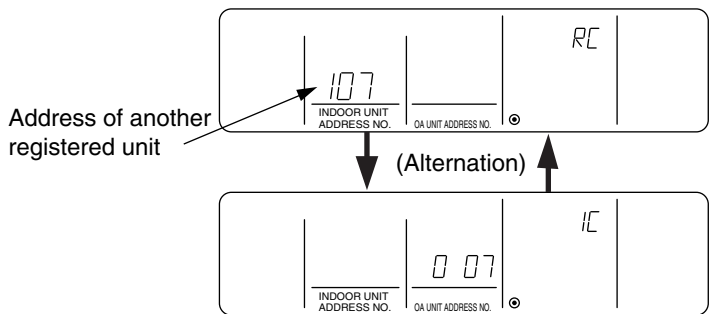 RC
107
INDOOR UNIT
ADDRESS NO.
OA UNIT ADDRESS NO.
Address of another
registered unit
(Alternation)
IC
0 07
INDOOR UNIT
ADDRESS NO.
OA UNIT ADDRESS NO.